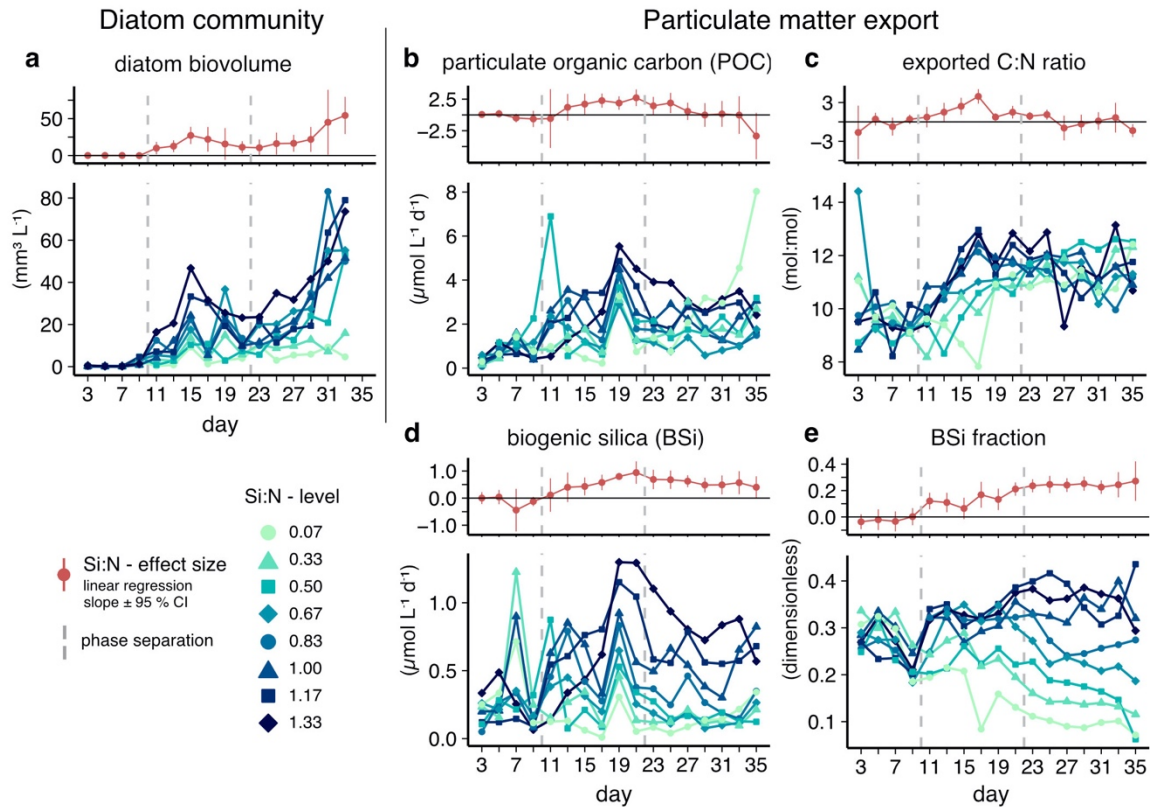 Diatom community
Particulate matter export
a
diatom biovolume
b
particulate organic carbon (POC)
c
exported C:N ratio
50
0
2.5
-2.5
3
-3
(mm³ L⁻¹)
80
60
40
20
0
3 7 11 15 19 23 27 31 35
day
(µmol L⁻¹ d⁻¹)
8
6
4
2
0
3 7 11 15 19 23 27 31 35
(mol:mol)
14
12
10
8
3 7 11 15 19 23 27 31 35
d
biogenic silica (BSi)
e
BSi fraction
1.0
0.0
−1.0
0.4
0.2
0.0
(µmol L⁻¹ d⁻¹)
1.0
0.5
0.0
3 7 11 15 19 23 27 31 35
day
(dimensionless)
0.4
0.3
0.2
0.1
3 7 11 15 19 23 27 31 35
day
Si:N - level
0.07
0.33
0.50
0.67
0.83
1.00
1.17
1.33
Si:N - effect size
linear regression
slope ± 95 % CI
phase separation